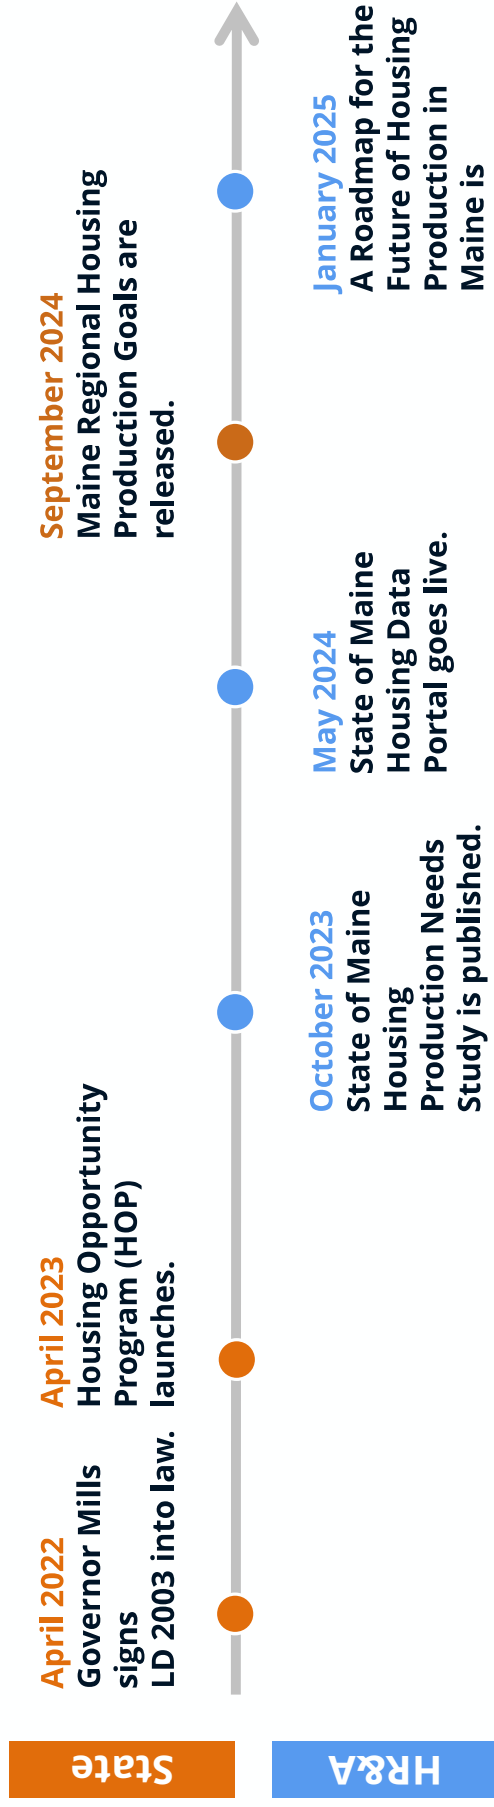 State
April 2022
Governor Mills
signs
LD 2003 into law.
April 2023
Housing Opportunity
Program (HOP)
launches.
September 2024
Maine Regional Housing
Production Goals are
released.
HR&A
October 2023
State of Maine
Housing
Production Needs
Study is published.
May 2024
State of Maine
Housing Data
Portal goes live.
January 2025
A Roadmap for the
Future of Housing
Production in
Maine is